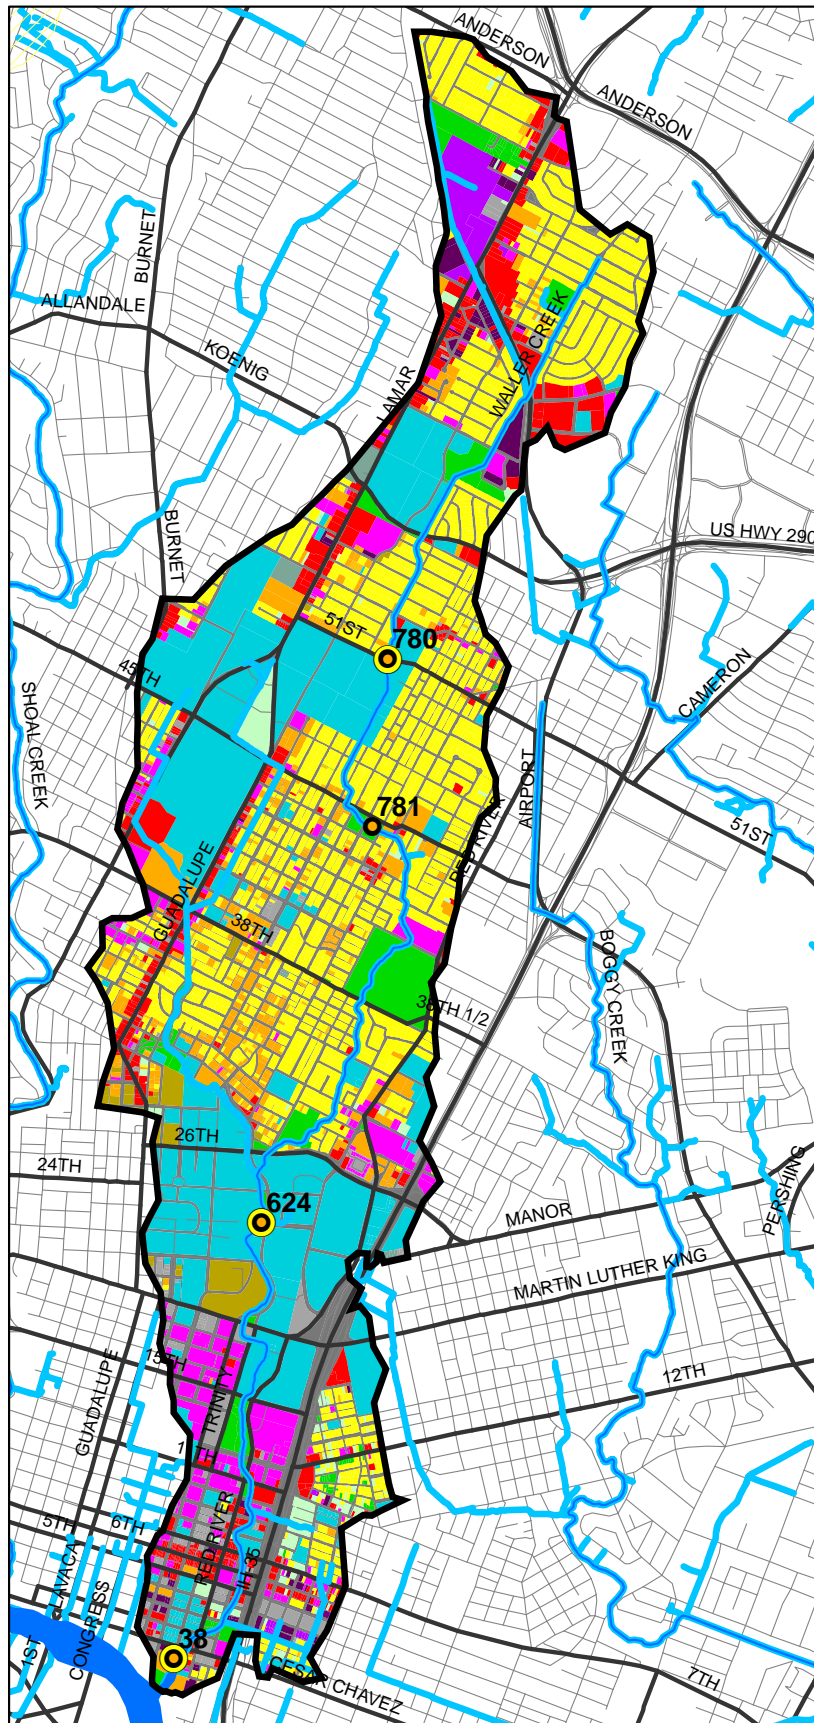 ANDERSON
ANDERSON
BURNET
ALLANDALE
KOENIG
LAMAR
WALLER CREEK
BURNET
US HWY 290
51ST
780
45TH
CAMERON
SHOAL CREEK
AIRPORT
781
RED RIVER
51ST
GUADALUPE
38TH
BOGGY CREEK
38TH 1/2
26TH
24TH
PERSHING
624
MANOR
MARTIN LUTHER KING
15TH
GUADALUPE
TRINITY
12TH
5TH
6TH
RED RIVER
IH-35
LAVACA
CONGRESS
1ST
38
CESAR CHAVEZ
7TH